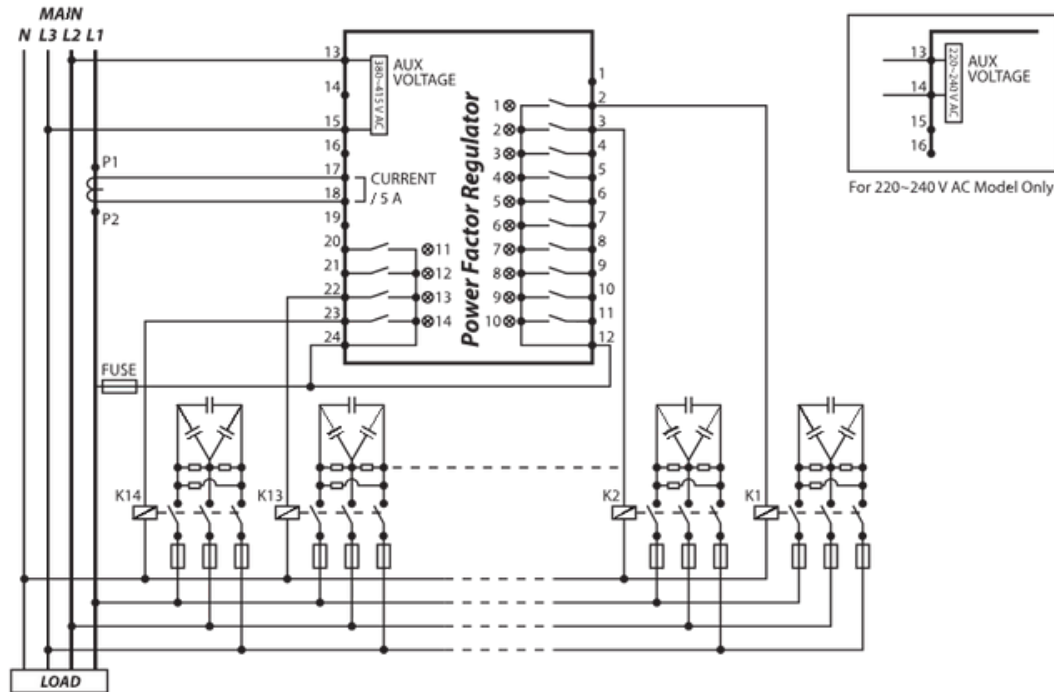 MAIN
N L3 L2 L1
13
14
15
16
17
18
19
20
21
22
23
24
380~415 V AC
AUX
VOLTAGE
CURRENT
/ 5 A
P1
P2
11
12
13
14
Power Factor Regulator
1
2
3
4
5
6
7
8
9
10
1
2
3
4
5
6
7
8
9
10
11
12
13
14
15
16
220~240 V AC
AUX
VOLTAGE
For 220~240 V AC Model Only
FUSE
K14
K13
K2
K1
LOAD